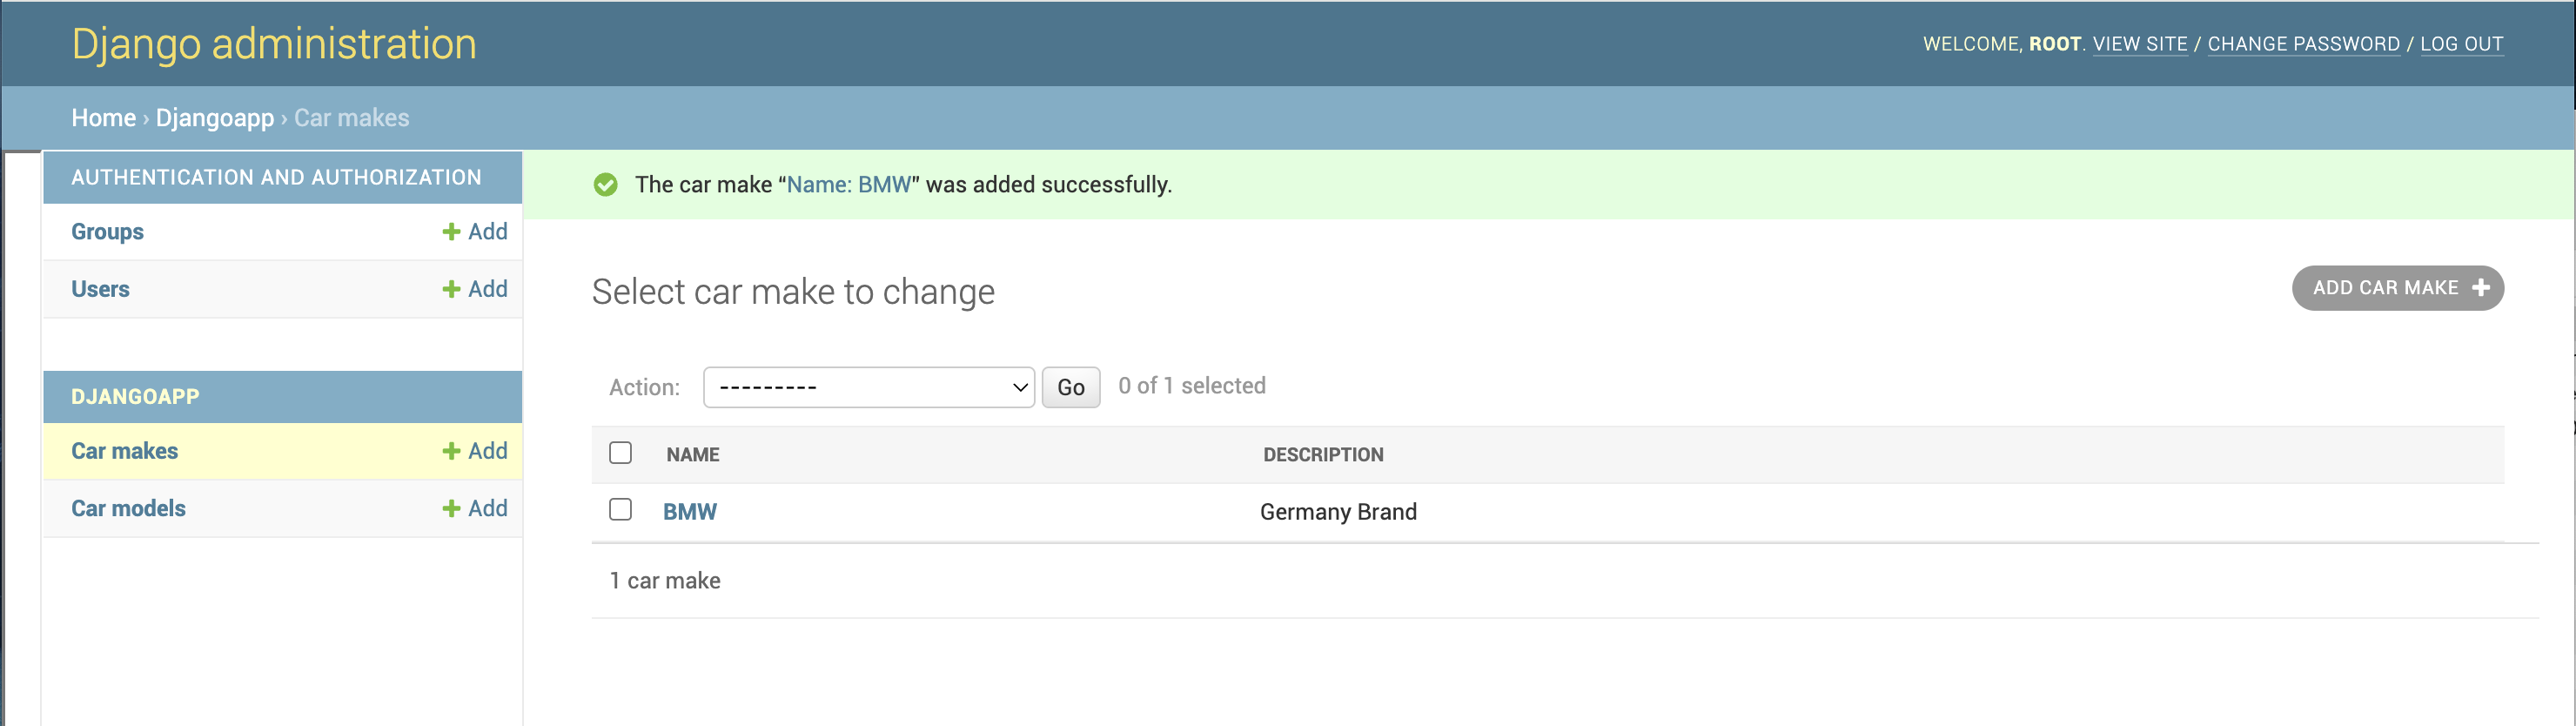 Django administration
WELCOME, ROOT. VIEW SITE / CHANGE PASSWORD / LOG OUT
Home › Djangoapp › Car makes
AUTHENTICATION AND AUTHORIZATION
Groups + Add
Users + Add
DJANGOAPP
Car makes + Add
Car models + Add
The car make “Name: BMW” was added successfully.
Select car make to change
ADD CAR MAKE +
Action: --------- Go 0 of 1 selected
NAME DESCRIPTION
BMW Germany Brand
1 car make